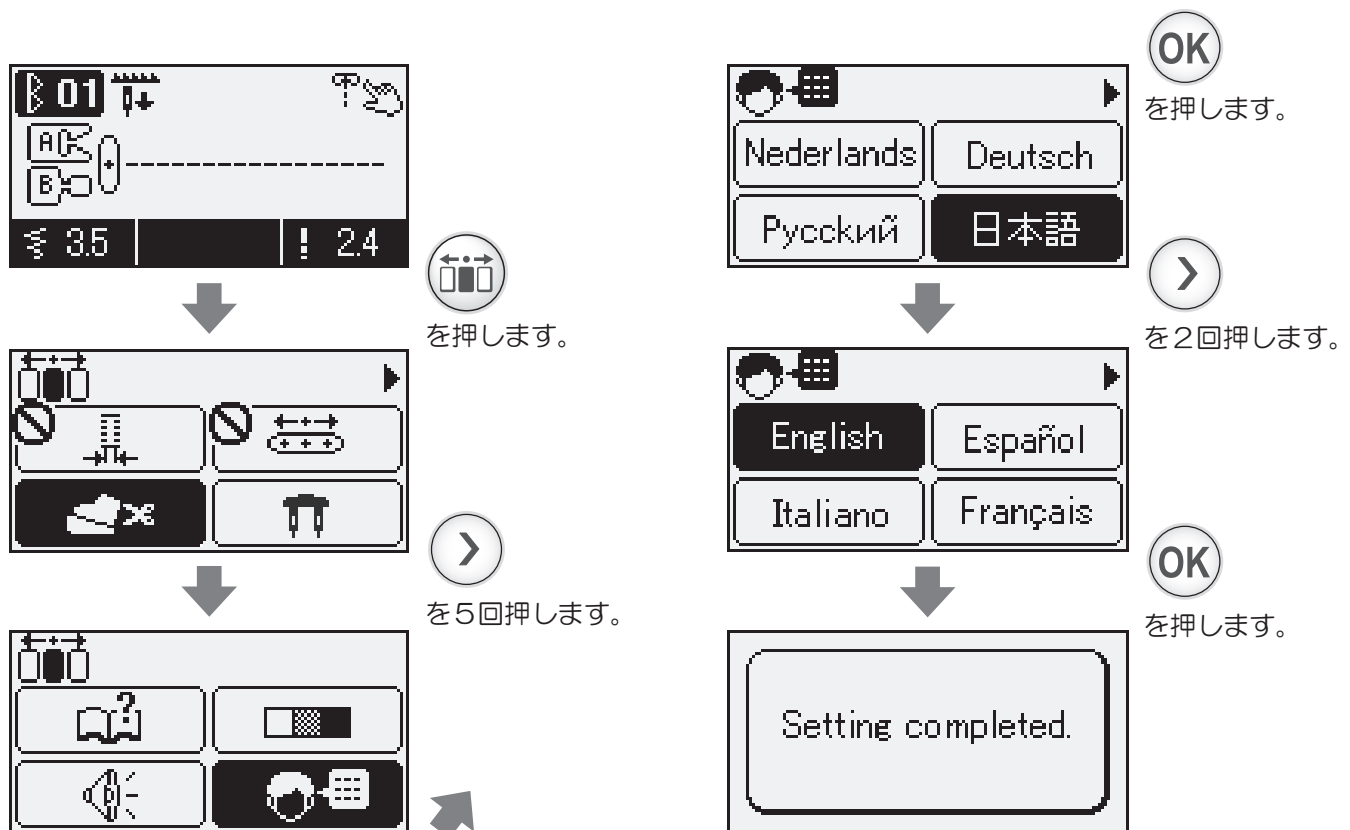 01
A
B
3.5
2.4
を押します。
を5回押します。
OK
を押します。
Nederlands
Deutsch
Русский
日本語
を2回押します。
English
Español
Italiano
Français
OK
を押します。
Setting completed.